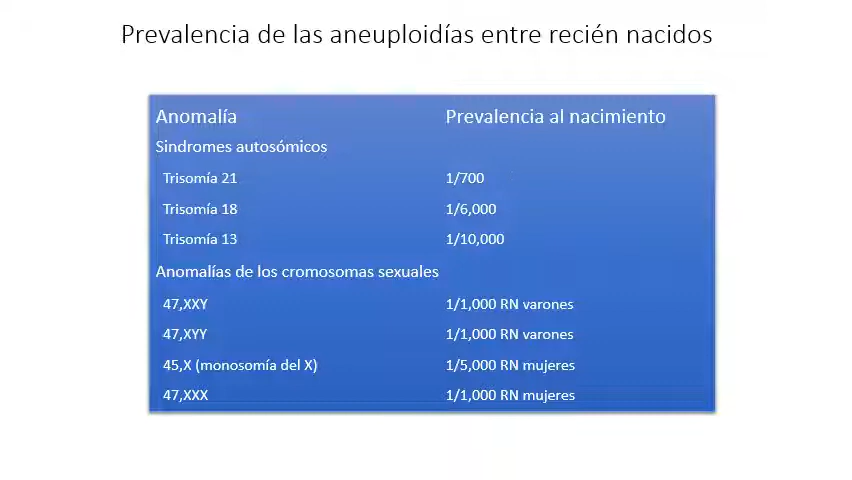 Prevalencia de las aneuploidías entre recién nacidos
Anomalía Prevalencia al nacimiento
Sindromes autosómicos
Trisomía 21 1/700
Trisomía 18 1/6,000
Trisomía 13 1/10,000
Anomalías de los cromosomas sexuales
47,XXY 1/1,000 RN varones
47,XYY 1/1,000 RN varones
45,X (monosomía del X) 1/5,000 RN mujeres
47,XXX 1/1,000 RN mujeres